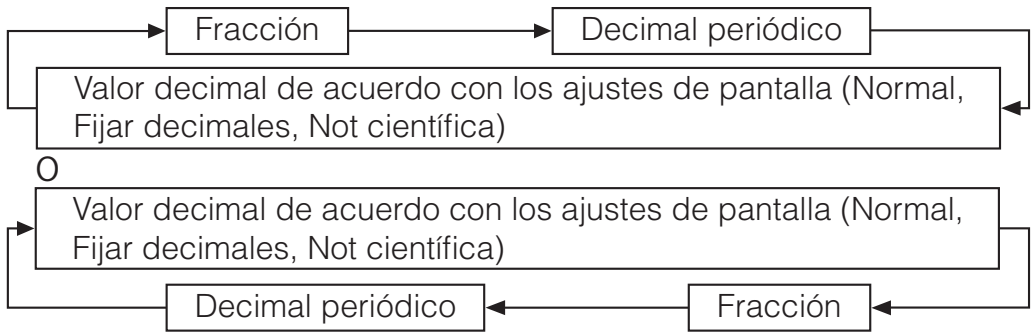 Fracción
Decimal periódico
Valor decimal de acuerdo con los ajustes de pantalla (Normal,
Fijar decimales, Not científica)
O
Valor decimal de acuerdo con los ajustes de pantalla (Normal,
Fijar decimales, Not científica)
Decimal periódico
Fracción